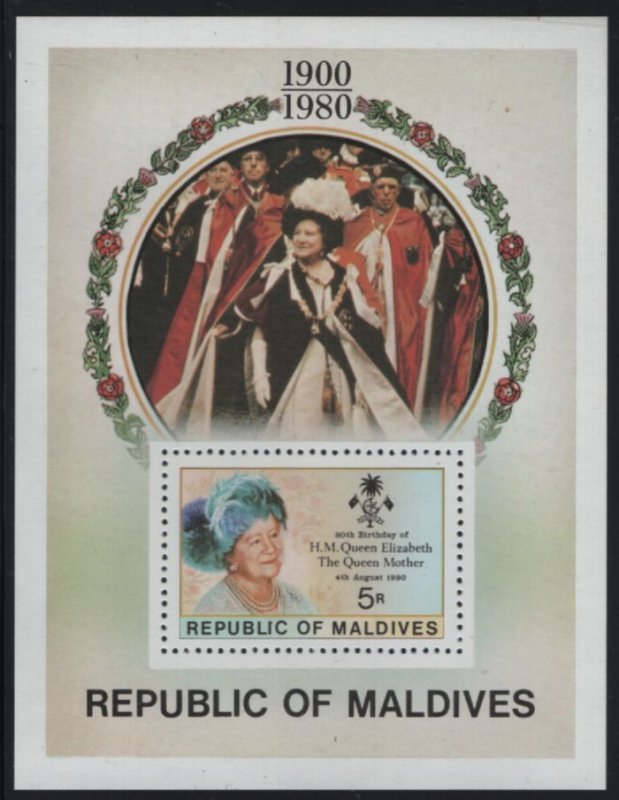 1900
1980
80th Birthday of
H.M. Queen Elizabeth
The Queen Mother
4th August 1980
5R
REPUBLIC OF MALDIVES
REPUBLIC OF MALDIVES